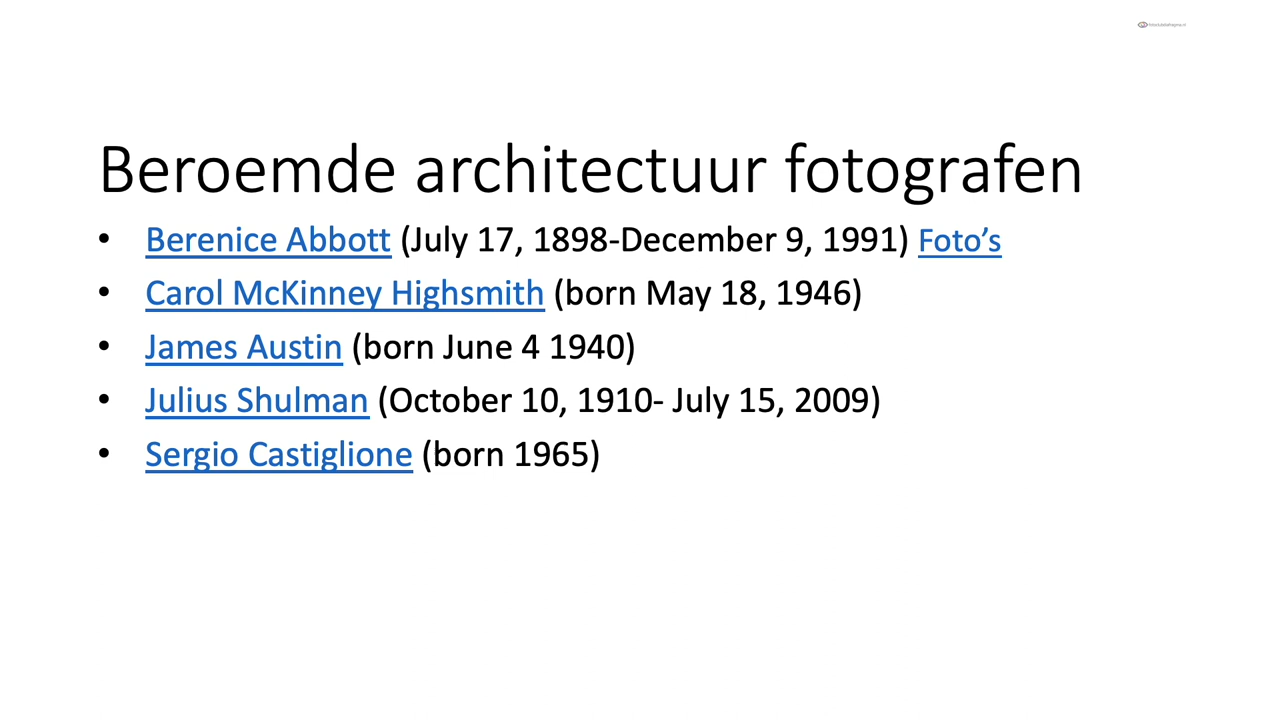 Beroemde architectuur fotografen
• Berenice Abbott (July 17, 1898-December 9, 1991) Foto’s
• Carol McKinney Highsmith (born May 18, 1946)
• James Austin (born June 4 1940)
• Julius Shulman (October 10, 1910- July 15, 2009)
• Sergio Castiglione (born 1965)